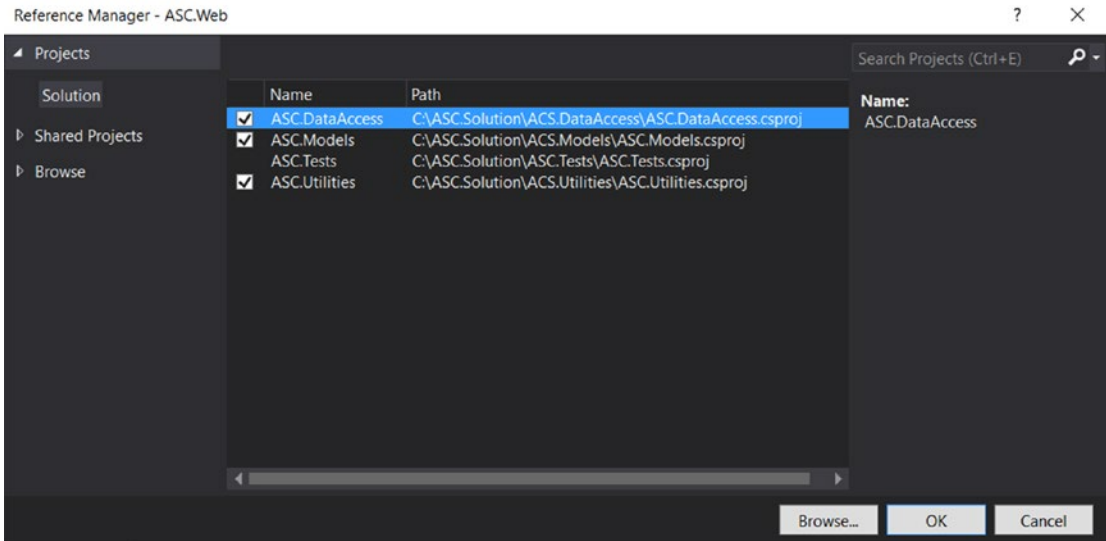 Reference Manager - ASC.Web ? ×
Projects
Search Projects (Ctrl+E)
Solution
Shared Projects
Browse
Name Path
ASC.DataAccess C:\ASC.Solution\ACS.DataAccess\ASC.DataAccess.csproj
ASC.Models C:\ASC.Solution\ACS.Models\ASC.Models.csproj
ASC.Tests C:\ASC.Solution\ASC.Tests\ASC.Tests.csproj
ASC.Utilities C:\ASC.Solution\ACS.Utilities\ASC.Utilities.csproj
Name:
ASC.DataAccess
Browse... OK Cancel